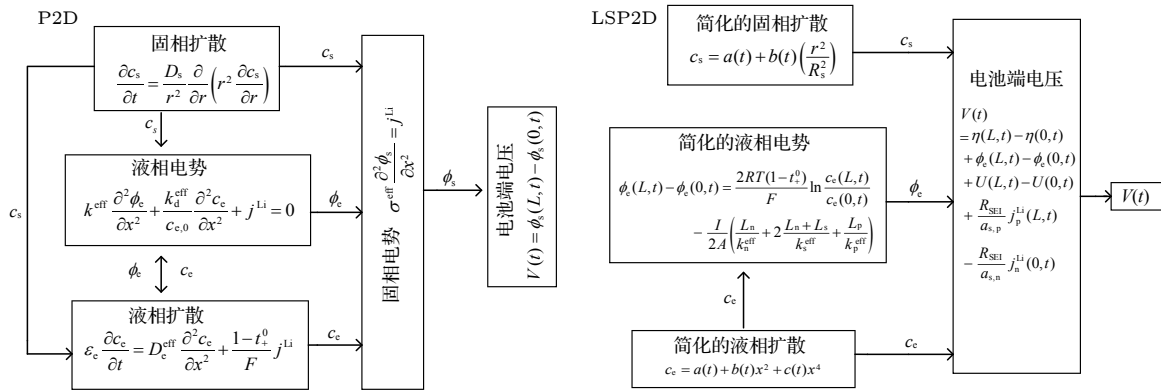 P2D
固相扩散
∂c_s/∂t = D_s/r² ∂/∂r (r² ∂c_s/∂r)
c_s
c_s
c_s
液相电势
k^eff ∂²ϕ_e/∂x² + k_d^eff/c_{e,0} ∂²c_e/∂x² + j^Li = 0
ϕ_e
ϕ_e c_e
液相扩散
ε_e ∂c_e/∂t = D_e^eff ∂²c_e/∂x² + (1−t_+^0)/F j^Li
c_e
固相电势 σ^eff ∂²ϕ_s/∂x² = j^Li
ϕ_s
电池端电压
V(t)=ϕ_s(L,t)−ϕ_s(0,t)
LSP2D
简化的固相扩散
c_s = a(t) + b(t)(r²/R_s²)
c_s
简化的液相电势
ϕ_e(L,t)−ϕ_e(0,t) = 2RT(1−t_+^0)/F ln c_e(L,t)/c_e(0,t)
− I/2A (L_n/k_n^eff + 2 (L_n+L_s)/k_s^eff + L_p/k_p^eff)
ϕ_e
c_e
简化的液相扩散
c_e = a(t) + b(t)x² + c(t)x⁴
c_e
电池端电压
V(t)
=η(L,t)−η(0,t)
+ϕ_e(L,t)−ϕ_e(0,t)
+U(L,t)−U(0,t)
+ R_SEI/a_{s,p} j_p^Li(L,t)
− R_SEI/a_{s,n} j_n^Li(0,t)
V(t)